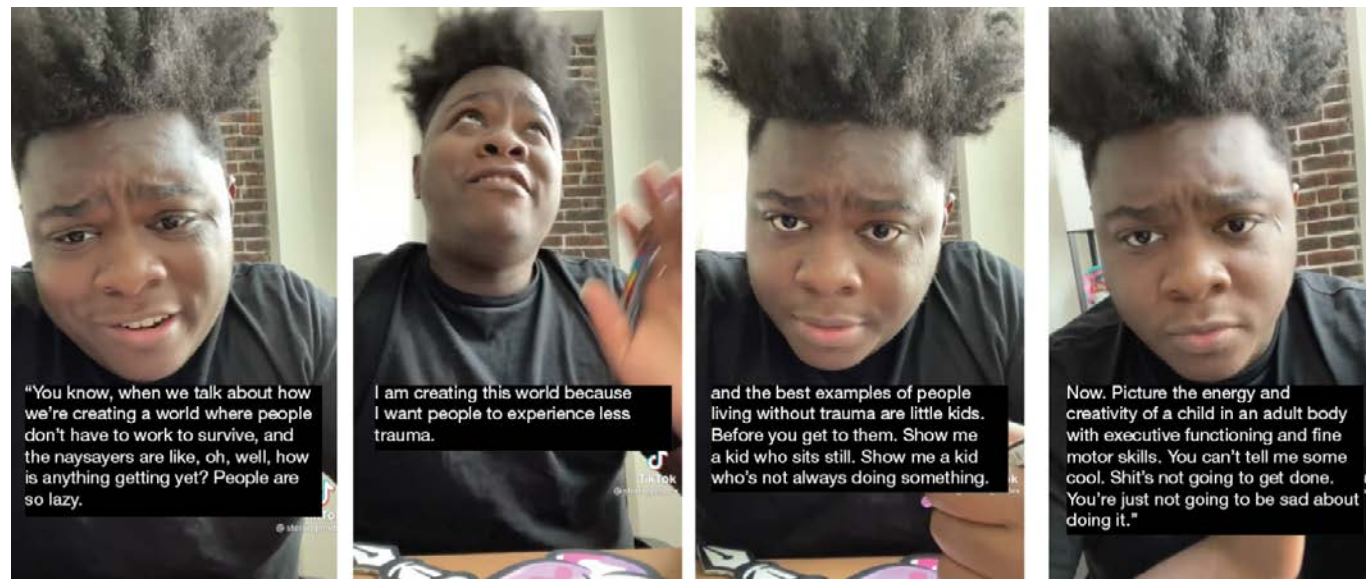 “You know, when we talk about how
we’re creating a world where people
don’t have to work to survive, and
the naysayers are like, oh, well, how
is anything getting yet? People are
so lazy.
I am creating this world because
I want people to experience less
trauma.
TikTok
and the best examples of people
living without trauma are little kids.
Before you get to them. Show me
a kid who sits still. Show me a kid
who’s not always doing something.
Now. Picture the energy and
creativity of a child in an adult body
with executive functioning and fine
motor skills. You can’t tell me some
cool. Shit’s not going to get done.
You’re just not going to be sad about
doing it.”